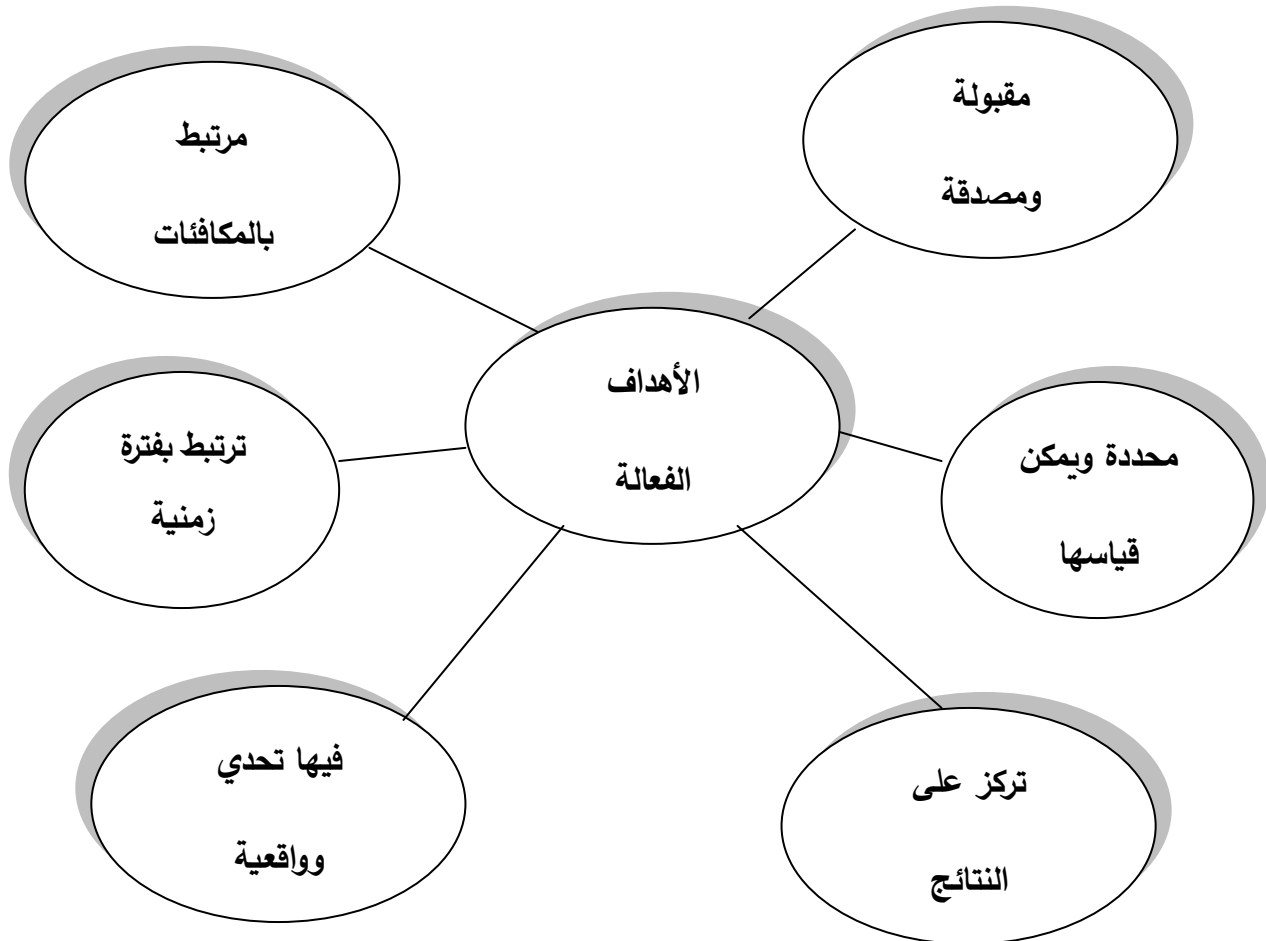 مقبولة
ومصدقة
مرتبط
بالمكافئات
الأهداف
الفعالة
محددة ويمكن
قياسها
ترتبط بفترة
زمنية
تركز على
النتائج
فيها تحدي
وواقعية